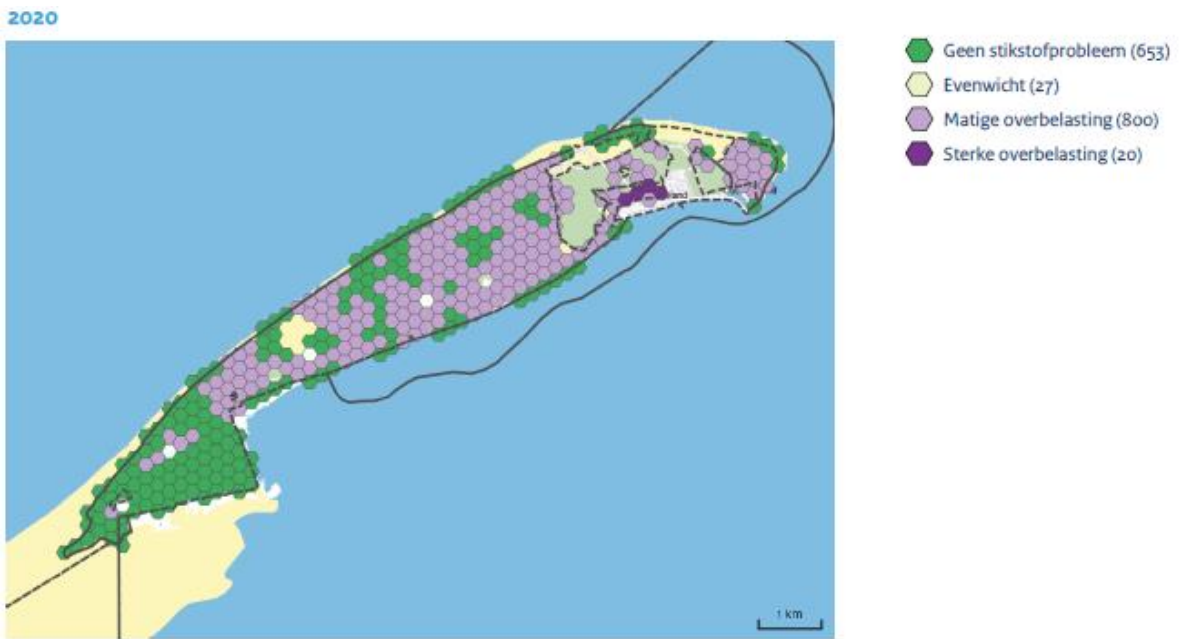 2020
Geen stikstofprobleem (653)
Evenwicht (27)
Matige overbelasting (800)
Sterke overbelasting (20)
1 km